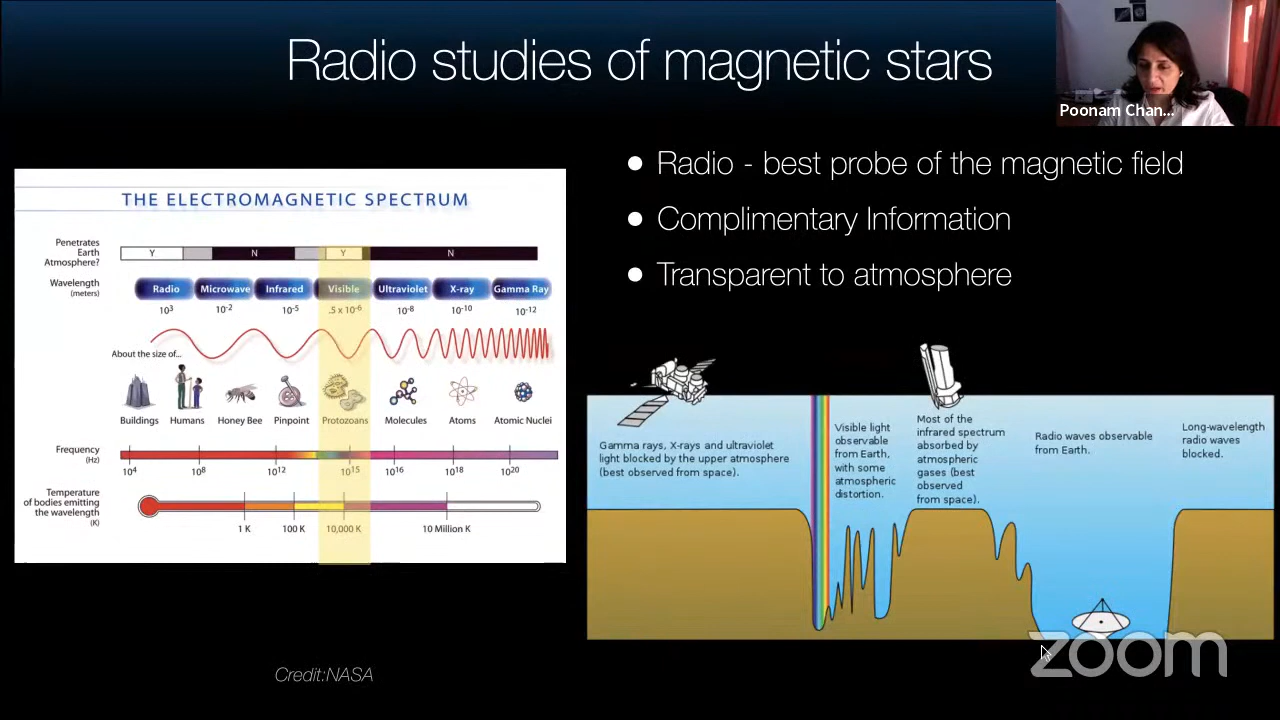 Radio studies of magnetic stars
Poonam Chan...
● Radio - best probe of the magnetic field
● Complimentary Information
● Transparent to atmosphere
THE ELECTROMAGNETIC SPECTRUM
Penetrates
Earth
Atmosphere?
Y N Y N
Wavelength
(meters)
Radio Microwave Infrared Visible Ultraviolet X-ray Gamma Ray
10³ 10⁻² 10⁻⁵ .5 x 10⁻⁶ 10⁻⁸ 10⁻¹⁰ 10⁻¹²
About the size of...
Buildings Humans Honey Bee Pinpoint Protozoans Molecules Atoms Atomic Nuclei
Frequency
(Hz)
10⁴ 10⁸ 10¹² 10¹⁵ 10¹⁶ 10¹⁸ 10²⁰
Temperature
of bodies emitting
the wavelength
(K)
1 K 100 K 10,000 K 10 Million K
Gamma rays, X-rays and ultraviolet
light blocked by the upper atmosphere
(best observed from space).
Visible light
observable
from Earth,
with some
atmospheric
distortion.
Most of the
infrared spectrum
absorbed by
atmospheric
gases (best
observed
from space).
Radio waves observable
from Earth.
Long-wavelength
radio waves
blocked.
Credit:NASA
zoom